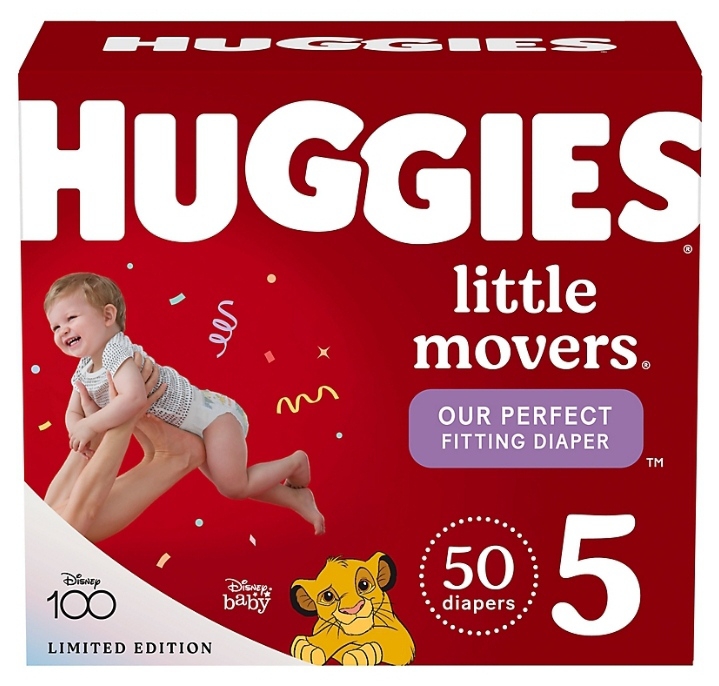 HUGGIES
HUGGIES®
little
movers®
OUR PERFECT
FITTING DIAPER
™
Disney
100
LIMITED EDITION
Disney
baby
50
diapers
5